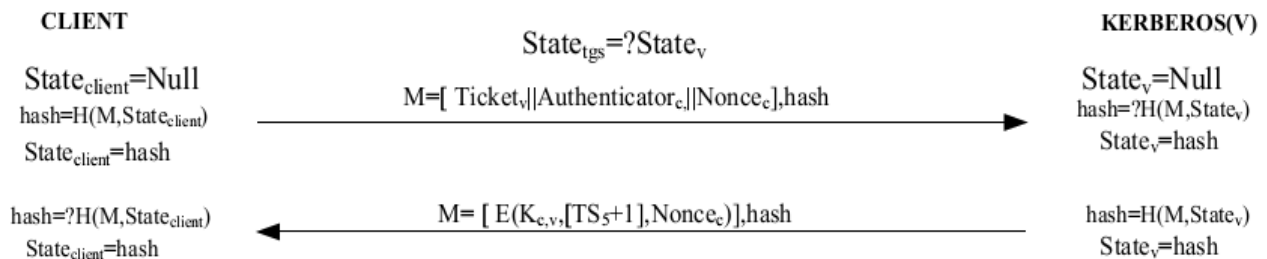 CLIENT
KERBEROS(V)
State_tgs=?State_v
State_client=Null
State_v=Null
M=[ Ticket_v||Authenticator_c,||Nonce_c],hash
hash=H(M,State_client)
hash=?H(M,State_v)
State_client=hash
State_v=hash
hash=?H(M,State_client)
M= [ E(K_c,v,[TS_5+1],Nonce_c)],hash
hash=H(M,State_v)
State_client=hash
State_v=hash